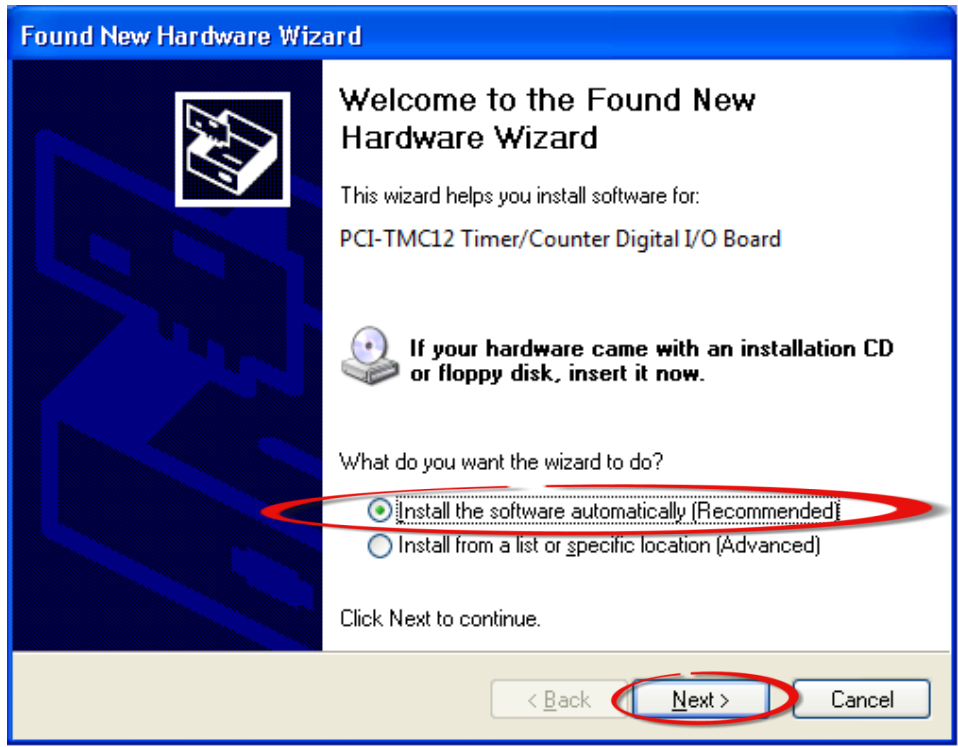 Found New Hardware Wizard
Welcome to the Found New
Hardware Wizard
This wizard helps you install software for:
PCI-TMC12 Timer/Counter Digital I/O Board
If your hardware came with an installation CD
or floppy disk, insert it now.
What do you want the wizard to do?
Install the software automatically (Recommended)
Install from a list or specific location (Advanced)
Click Next to continue.
< Back Next > Cancel